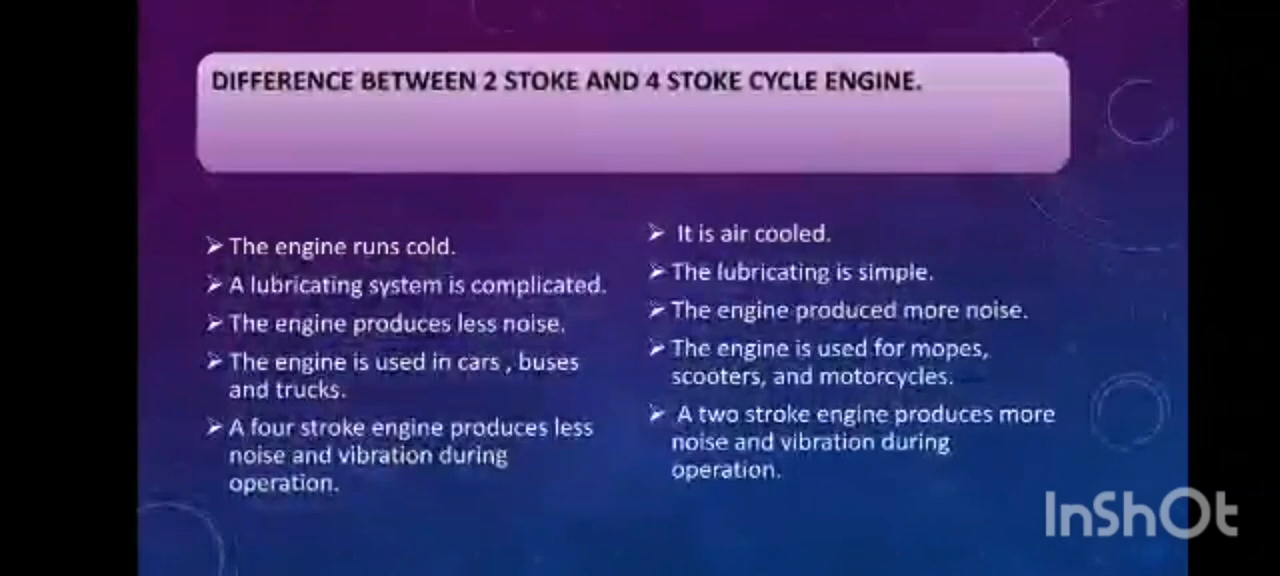 DIFFERENCE BETWEEN 2 STOKE AND 4 STOKE CYCLE ENGINE.
➢ The engine runs cold.
➢ A lubricating system is complicated.
➢ The engine produces less noise.
➢ The engine is used in cars , buses
and trucks.
➢ A four stroke engine produces less
noise and vibration during
operation.
➢ It is air cooled.
➢ The lubricating is simple.
➢ The engine produced more noise.
➢ The engine is used for mopes,
scooters, and motorcycles.
➢ A two stroke engine produces more
noise and vibration during
operation.
InShOt